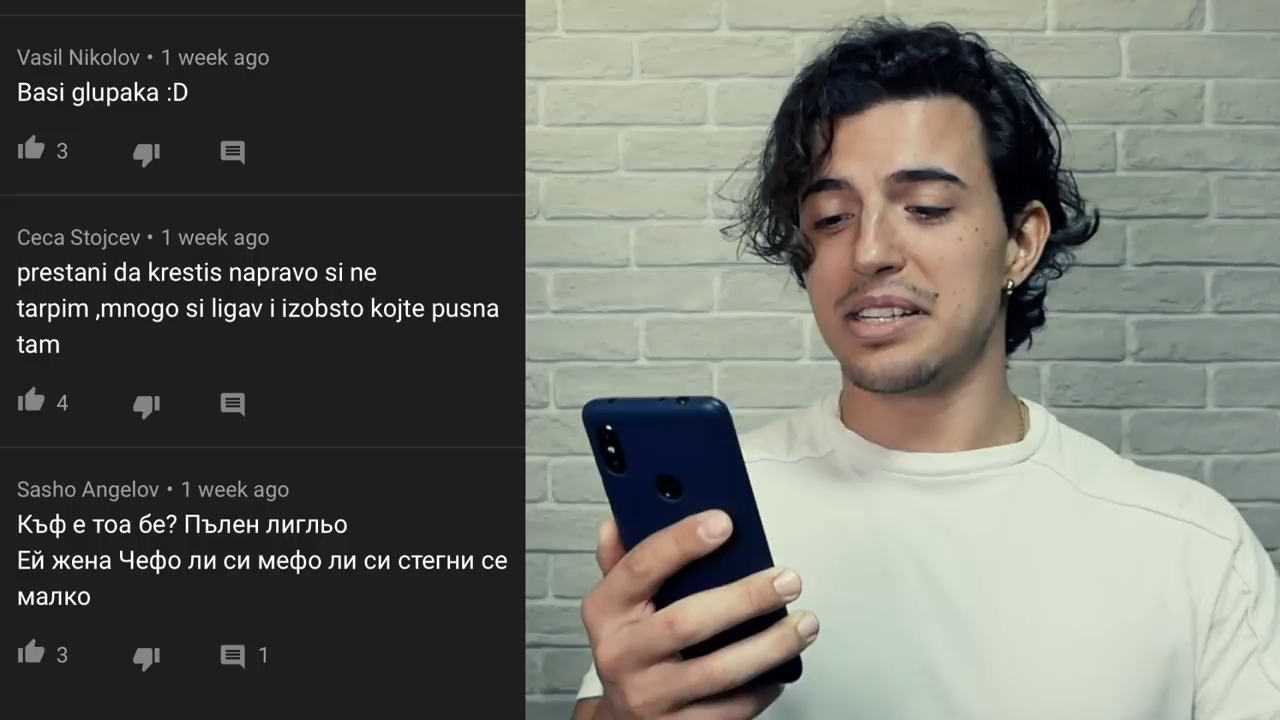 Vasil Nikolov • 1 week ago
Basi glupaka :D
3
Ceca Stojcev • 1 week ago
prestani da krestis napravo si ne
tarpim ,mnogo si ligav i izobsto kojte pusna
tam
4
Sasho Angelov • 1 week ago
Къф е тоа бе? Пълен лигльо
Ей жена Чефо ли си мефо ли си стегни се
малко
3 1